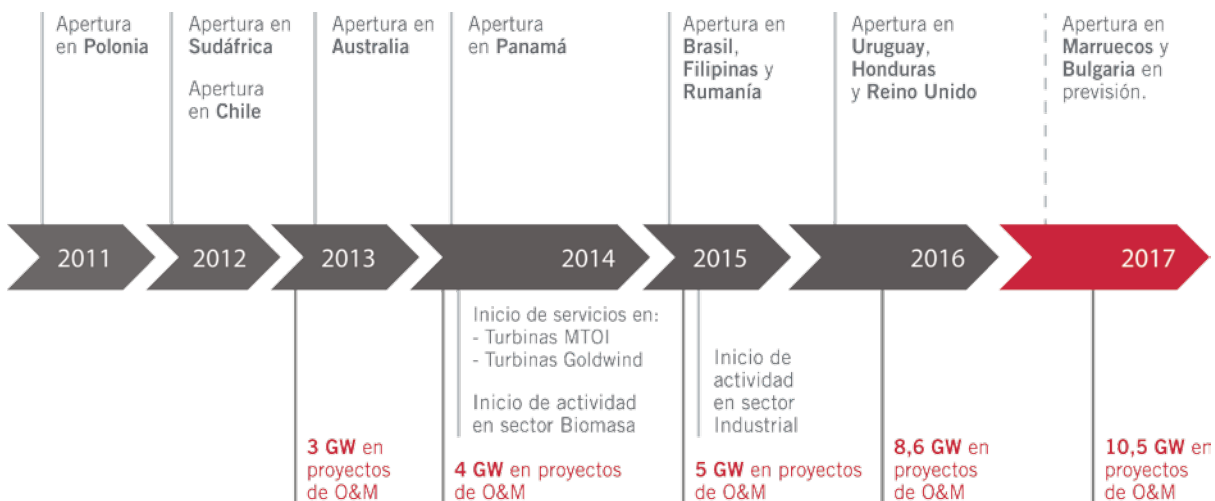 Apertura
en Polonia
Apertura en
Sudáfrica
Apertura
en Chile
Apertura en
Australia
Apertura
en Panamá
Apertura en
Brasil,
Filipinas y
Rumanía
Apertura en
Uruguay,
Honduras
y Reino Unido
Apertura en
Marruecos y
Bulgaria en
previsión.
2011
2012
2013
2014
2015
2016
2017
3 GW en
proyectos
de O&M
Inicio de servicios en:
- Turbinas MTOI
- Turbinas Goldwind
Inicio de actividad
en sector Biomasa
4 GW en proyectos
de O&M
Inicio de
actividad
en sector
Industrial
5 GW en proyectos
de O&M
8,6 GW en
proyectos
de O&M
10,5 GW en
proyectos
de O&M